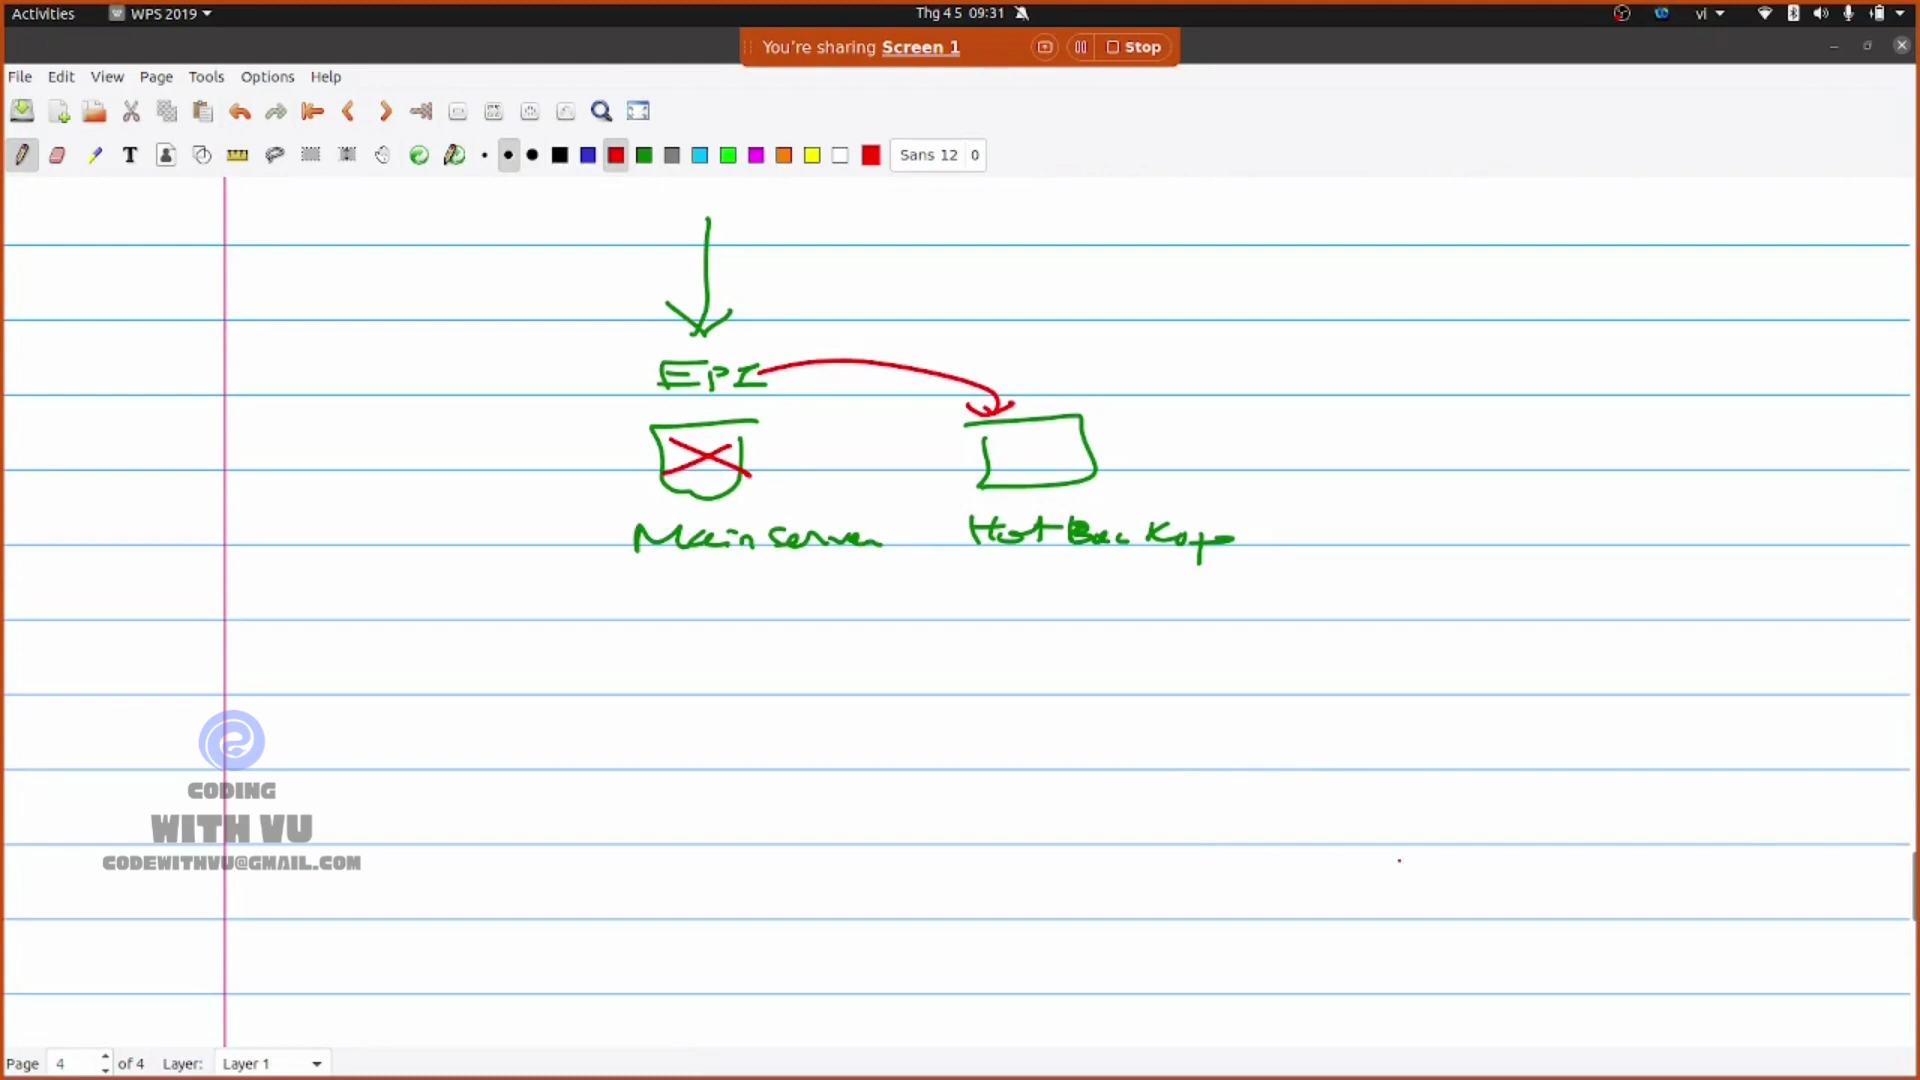 Activities WPS 2019 Thg 4 5 09:31 vi
You're sharing Screen 1 Stop
File Edit View Page Tools Options Help
T Sans 12 0
EPI
Main server Hot Backup
CODING
WITH VU
CODEWITHVU@GMAIL.COM
Page 4 of 4 Layer: Layer 1